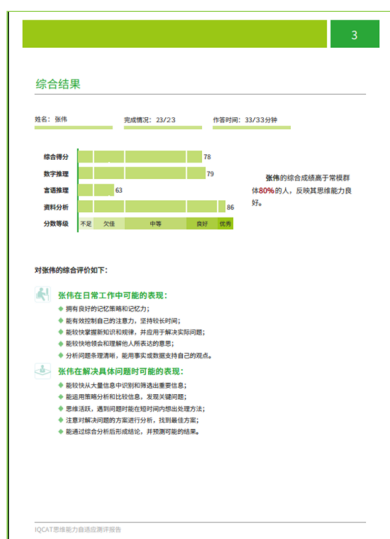 3
综合结果
姓名： 张伟 完成情况： 23/23 作答时间： 33/33分钟
综合得分 78
数字推理 79
言语推理 63
资料分析 86
分数等级 不足 欠佳 中等 良好 优秀
张伟的综合成绩高于常模群
体80%的人，反映其思维能力良
好。
对张伟的综合评价如下：
张伟在日常工作中可能的表现：
拥有良好的记忆策略和记忆力；
能有效控制自己的注意力，坚持较长时间；
能较快掌握新知识和规律，并应用于解决实际问题；
能较快地领会和理解他人所表达的意思；
分析问题条理清晰，能用事实或数据支持自己的观点。
张伟在解决具体问题时可能的表现：
能较快从大量信息中识别和筛选出重要信息；
能运用策略分析和比较信息，发现关键问题；
思维活跃，遇到问题时能在短时间内想出处理方法；
注意对解决问题的方案进行分析，找到最佳方案；
能通过综合分析后形成结论，并预测可能的结果。
IQCAT思维能力自适应测评报告